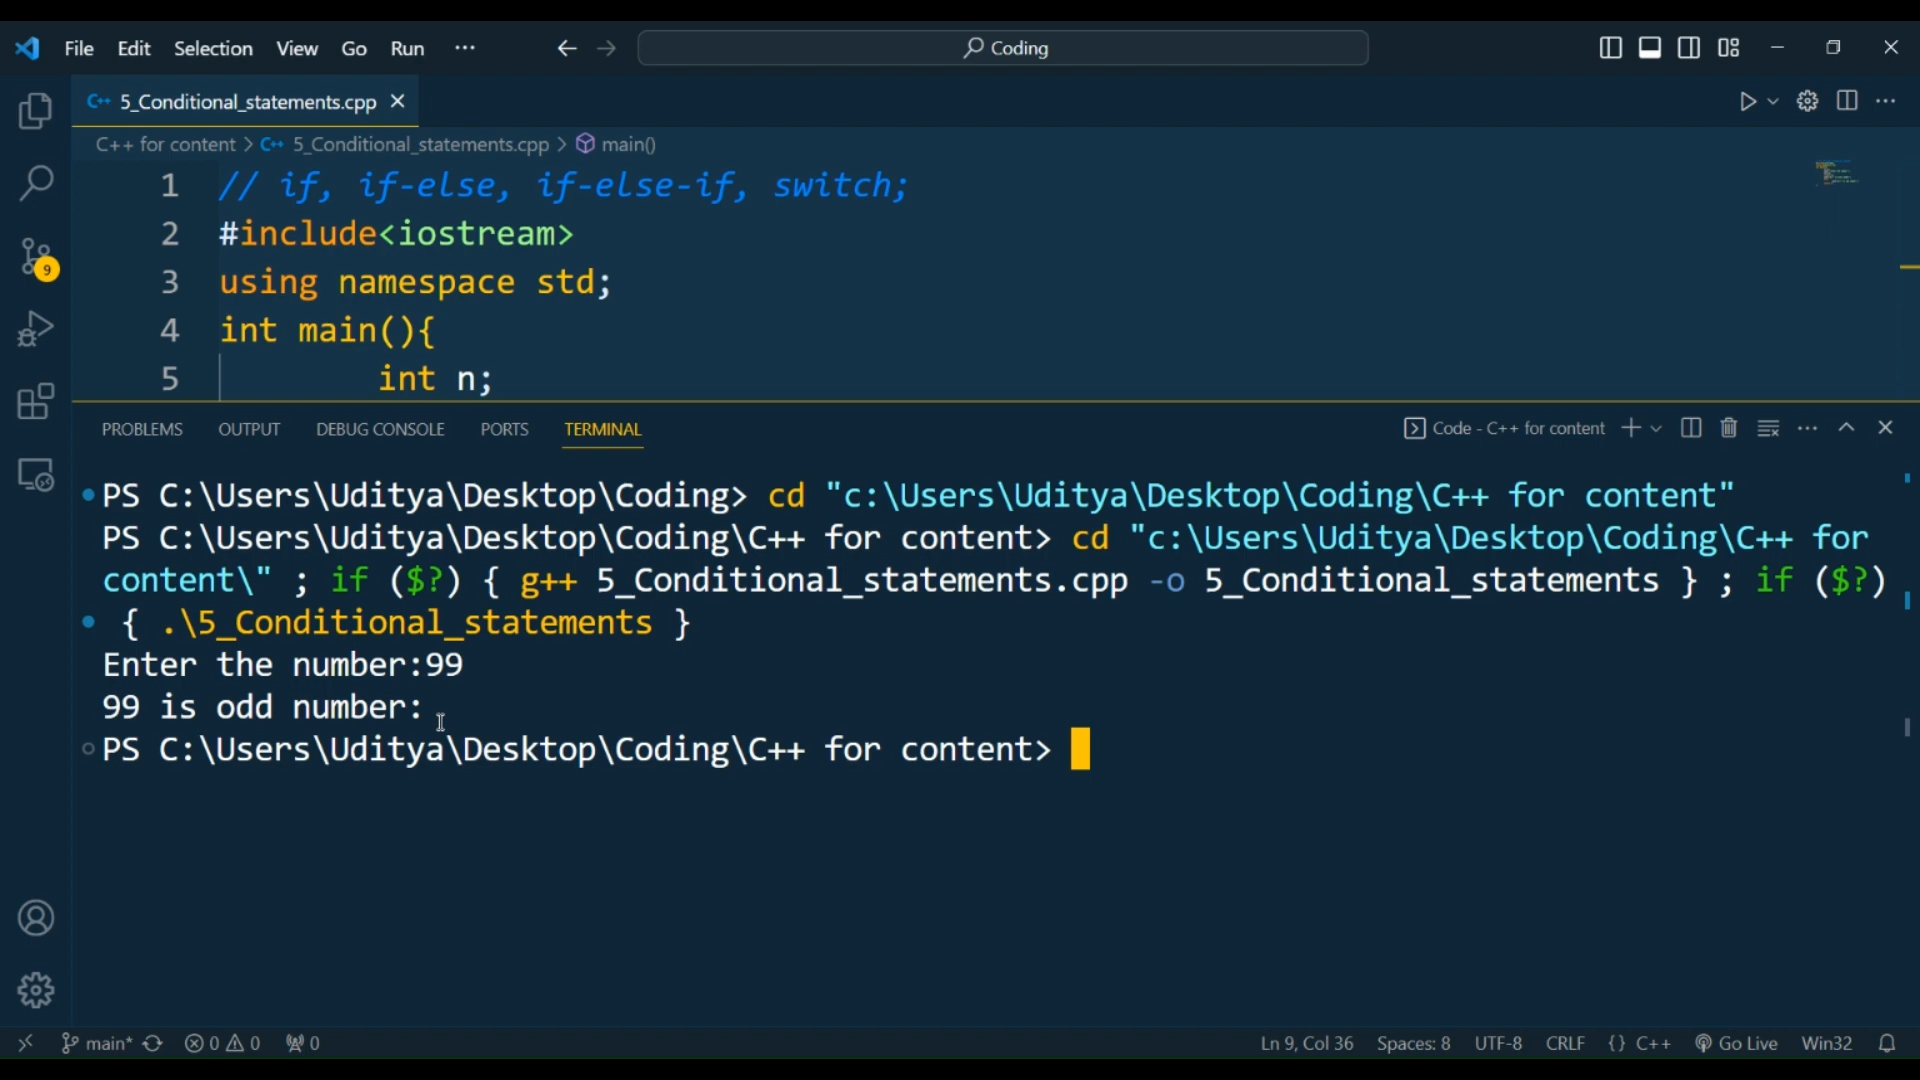 File Edit Selection View Go Run ··· Coding
5_Conditional_statements.cpp
C++ for content > 5_Conditional_statements.cpp > main()
1 // if, if-else, if-else-if, switch;
2 #include<iostream>
3 using namespace std;
4 int main(){
5 int n;
PROBLEMS OUTPUT DEBUG CONSOLE PORTS TERMINAL Code - C++ for content
PS C:\Users\Uditya\Desktop\Coding> cd "c:\Users\Uditya\Desktop\Coding\C++ for content"
PS C:\Users\Uditya\Desktop\Coding\C++ for content> cd "c:\Users\Uditya\Desktop\Coding\C++ for
content\" ; if ($?) { g++ 5_Conditional_statements.cpp -o 5_Conditional_statements } ; if ($?)
{ .\5_Conditional_statements }
Enter the number:99
99 is odd number:
PS C:\Users\Uditya\Desktop\Coding\C++ for content>
9
main* 0 0 0 Ln 9, Col 36 Spaces: 8 UTF-8 CRLF {} C++ Go Live Win32